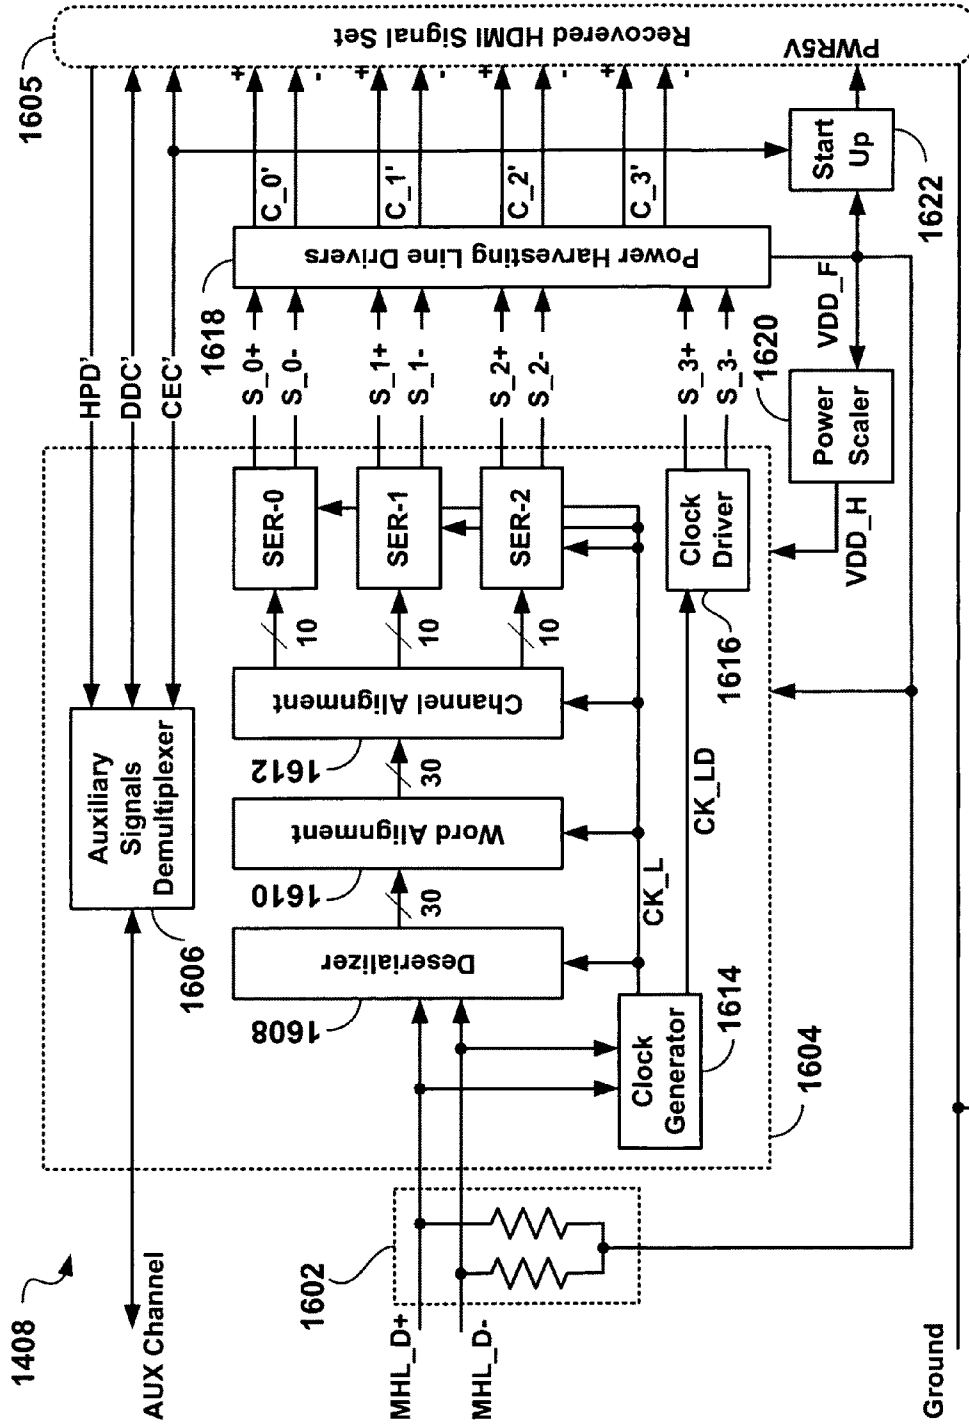 1408
AUX Channel
MHL_D+
MHL_D-
Ground
1602
1604
Auxiliary
Signals
Demultiplexer
1606
Deserializer
1608
30
Word Alignment
1610
30
Channel Alignment
1612
10
10
10
SER-0
SER-1
SER-2
Clock
Generator
1614
CK_L
CK_LD
Clock
Driver
1616
HPD'
DDC'
CEC'
S_0+
S_0-
S_1+
S_1-
S_2+
S_2-
S_3+
S_3-
Power Harvesting Line Drivers
1618
Power
Scaler
1620
VDD_H
VDD_F
Start
Up
1622
C_0'
C_1'
C_2'
C_3'
+
-
+
-
+
-
+
-
PWR5V
Recovered HDMI Signal Set
1605